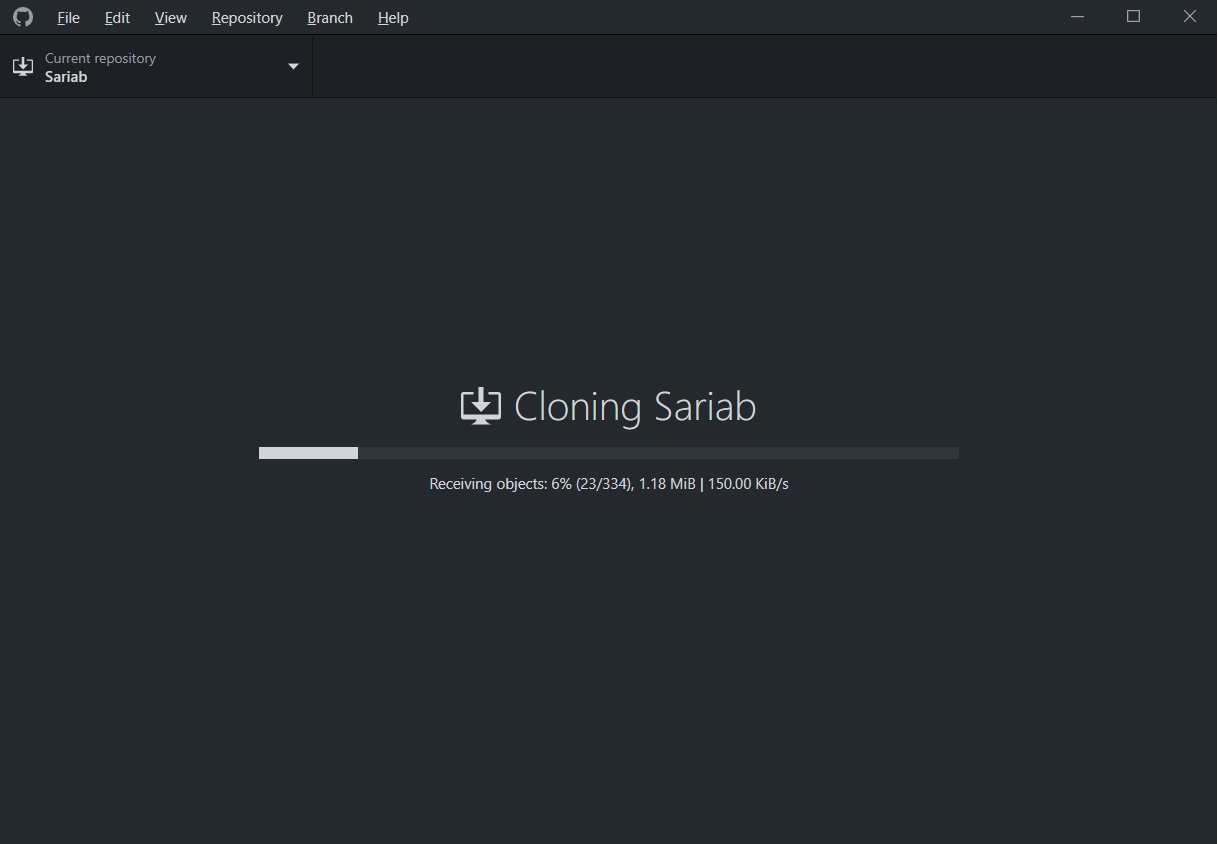 File Edit View Repository Branch Help
Current repository
Sariab
Cloning Sariab
Receiving objects: 6% (23/334), 1.18 MiB | 150.00 KiB/s